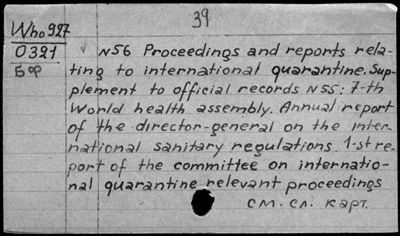 39
Who 927
0321
БФ
N56 Proceedings and reports rela-
ting to international quarantine. Sup-
plement to official records N55: 7-th
World health assembly. Annual report
of the director-general on the inter-
national sanitary regulations. 1-st re-
port of the committee on internatio-
nal quarantine relevant proceedings
см. сл. карт.